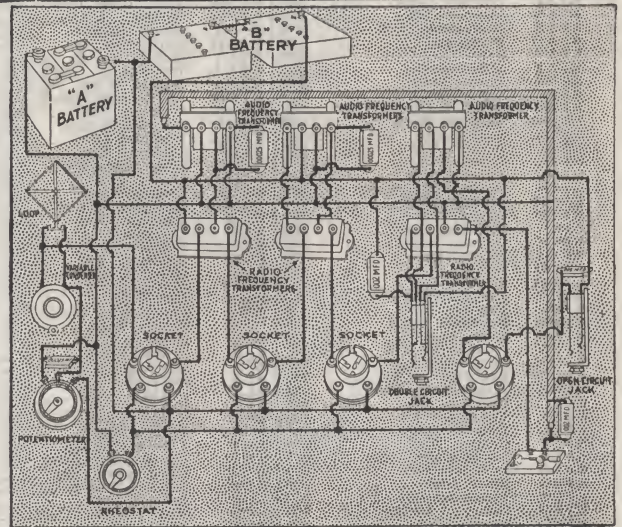 "B"
BATTERY
"A"
BATTERY
AUDIO
FREQUENCY
TRANSFORMER
AUDIO FREQUENCY
TRANSFORMERS
AUDIO FREQUENCY
TRANSFORMER
LOOP
VARIABLE
CONDENSER
RADIO
FREQUENCY
TRANSFORMERS
RADIO
FREQUENCY
TRANSFORMER
SOCKET
SOCKET
SOCKET
DOUBLE CIRCUIT
JACK
OPEN CIRCUIT
JACK
POTENTIOMETER
RHEOSTAT